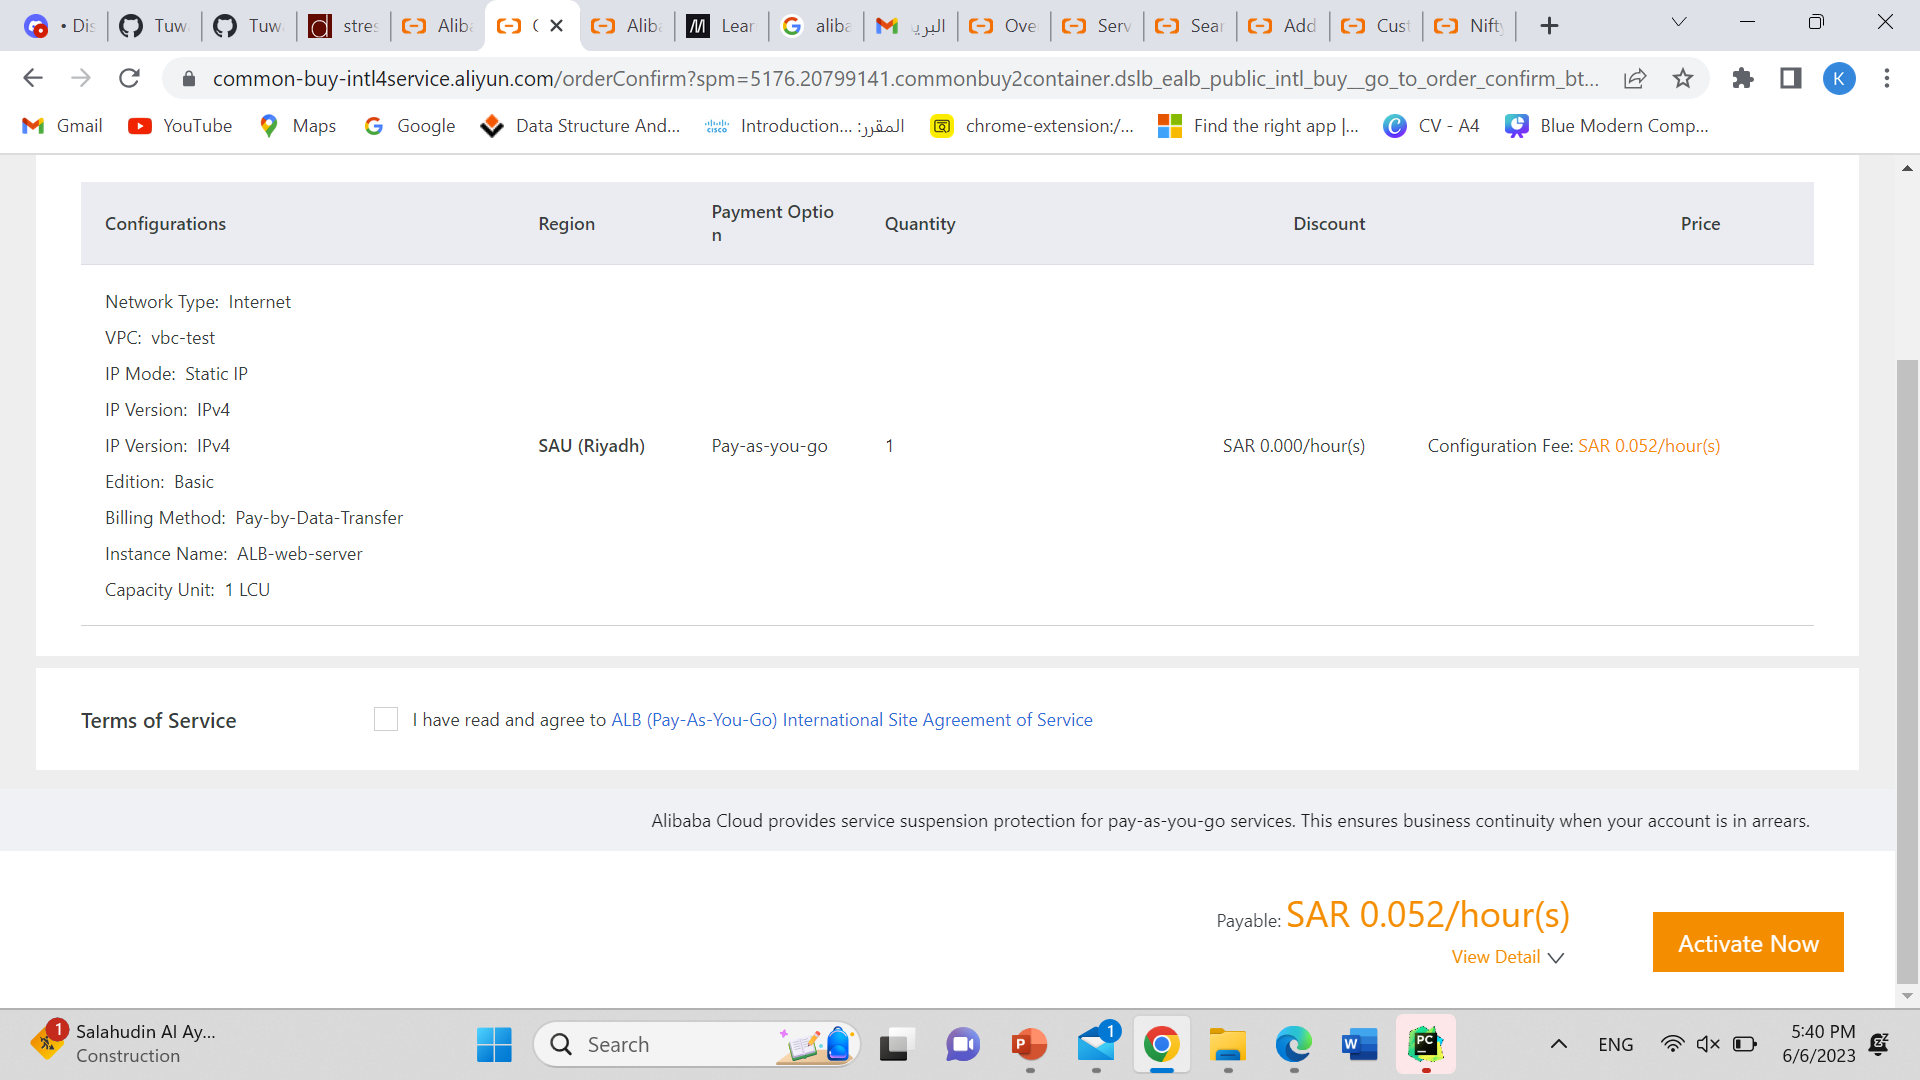 • Dis
Tuw
Tuw
stres
Aliba
(
Aliba
Lear
aliba
البريد
Ove
Serv
Sear
Add
Cust
Nifty
common-buy-intl4service.aliyun.com/orderConfirm?spm=5176.20799141.commonbuy2container.dslb_ealb_public_intl_buy__go_to_order_confirm_bt...
K
Gmail
YouTube
Maps
Google
Data Structure And...
Introduction... :المقرر
chrome-extension:/...
Find the right app |...
CV - A4
Blue Modern Comp...
Configurations
Region
Payment Optio
n
Quantity
Discount
Price
Network Type: Internet
VPC: vbc-test
IP Mode: Static IP
IP Version: IPv4
IP Version: IPv4
Edition: Basic
Billing Method: Pay-by-Data-Transfer
Instance Name: ALB-web-server
Capacity Unit: 1 LCU
SAU (Riyadh)
Pay-as-you-go
1
SAR 0.000/hour(s)
Configuration Fee: SAR 0.052/hour(s)
Terms of Service
I have read and agree to ALB (Pay-As-You-Go) International Site Agreement of Service
Alibaba Cloud provides service suspension protection for pay-as-you-go services. This ensures business continuity when your account is in arrears.
Payable: SAR 0.052/hour(s)
View Detail
Activate Now
1
Salahudin Al Ay...
Construction
Search
1
ENG
5:40 PM
6/6/2023